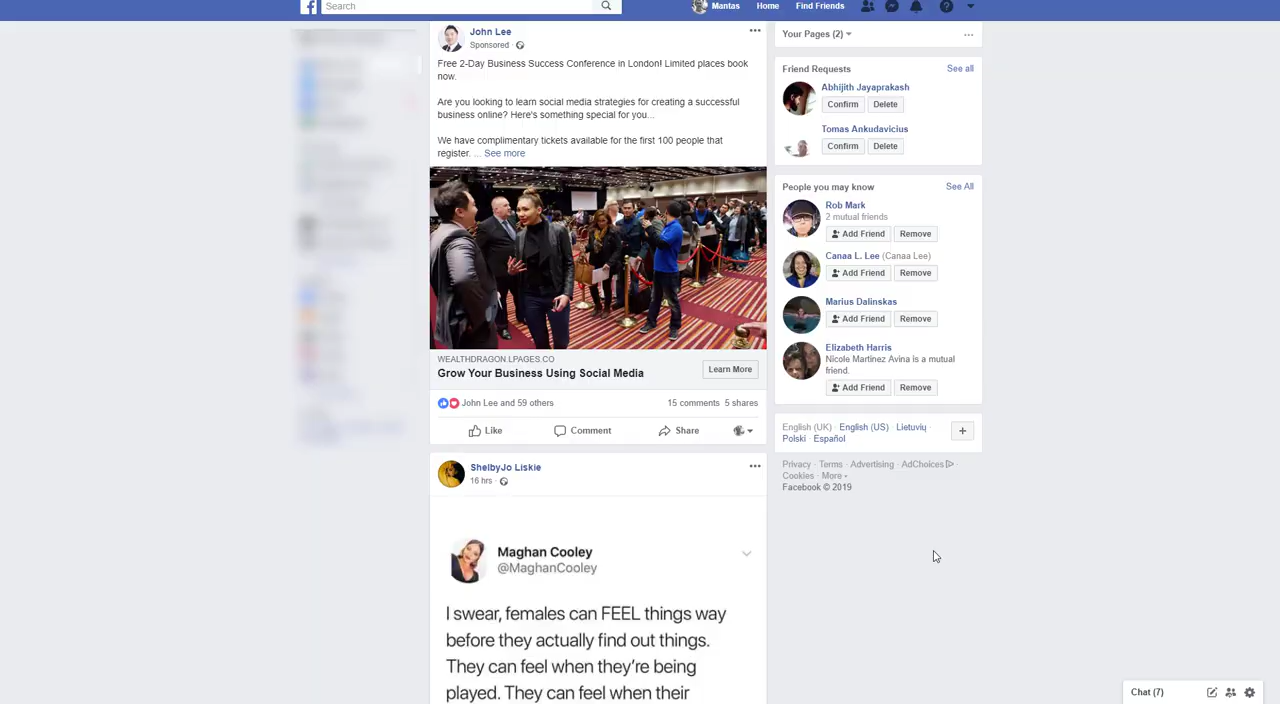 Search
Mantas
Home
Find Friends
John Lee
Sponsored ·
Free 2-Day Business Success Conference in London! Limited places book
now.
Are you looking to learn social media strategies for creating a successful
business online? Here's something special for you...
We have complimentary tickets available for the first 100 people that
register. ... See more
WEALTHDRAGON.LPAGES.CO
Grow Your Business Using Social Media
Learn More
John Lee and 59 others
15 comments 5 shares
Like
Comment
Share
ShelbyJo Liskie
16 hrs ·
Maghan Cooley
@MaghanCooley
I swear, females can FEEL things way
before they actually find out things.
They can feel when they're being
played. They can feel when their
Your Pages (2)
Friend Requests
See all
Abhijith Jayaprakash
Confirm
Delete
Tomas Ankudavicius
Confirm
Delete
People you may know
See All
Rob Mark
2 mutual friends
Add Friend
Remove
Canaa L. Lee (Canaa Lee)
Add Friend
Remove
Marius Dalinskas
Add Friend
Remove
Elizabeth Harris
Nicole Martinez Avina is a mutual
friend.
Add Friend
Remove
English (UK) · English (US) · Lietuvių ·
Polski · Español
Privacy · Terms · Advertising · AdChoices ·
Cookies · More
Facebook © 2019
Chat (7)